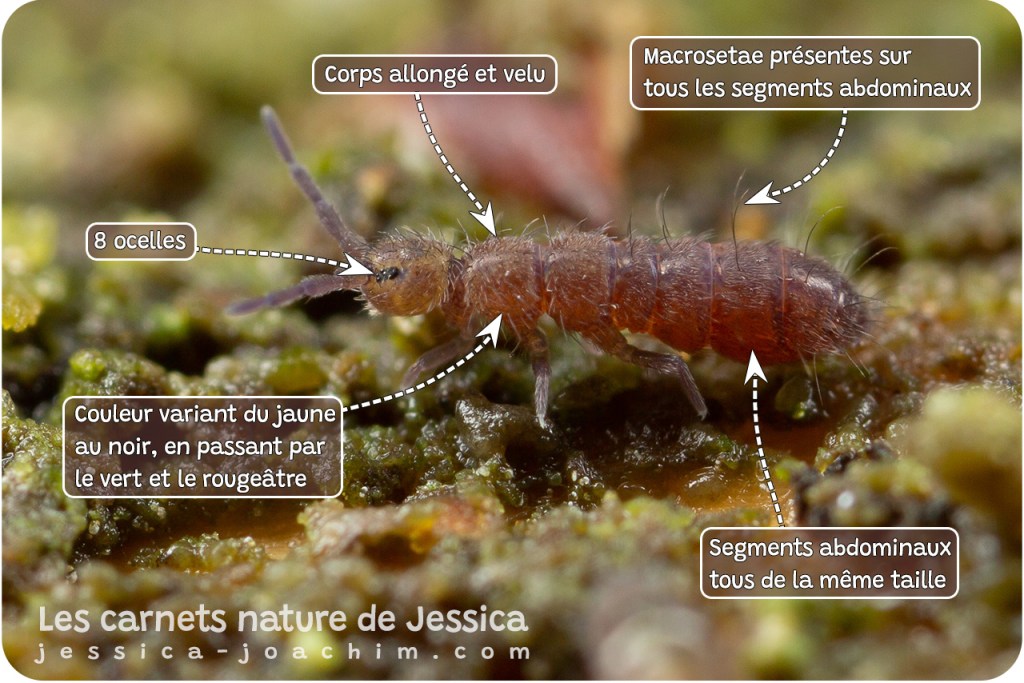 Corps allongé et velu
Macrosetae présentes sur
tous les segments abdominaux
8 ocelles
Couleur variant du jaune
au noir, en passant par
le vert et le rougeâtre
Segments abdominaux
tous de la même taille
Les carnets nature de Jessica
jessica-joachim.com